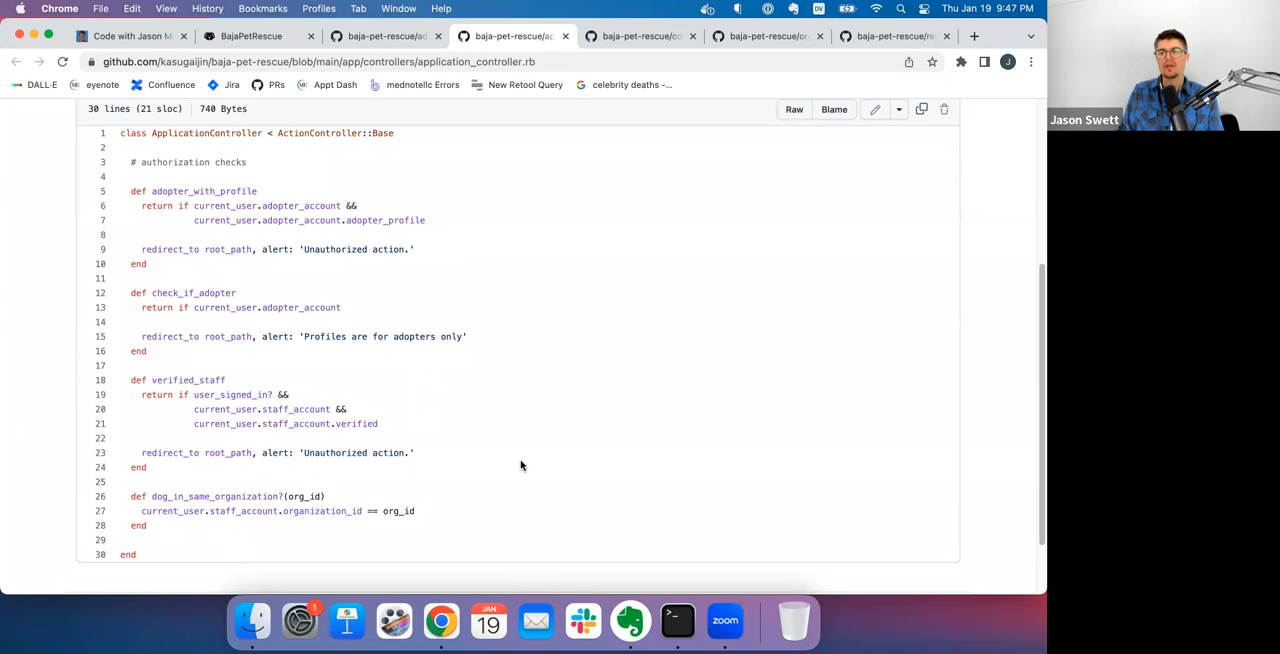 Chrome File Edit View History Bookmarks Profiles Tab Window Help DV Thu Jan 19 9:47 PM
Code with Jason M
BajaPetRescue
baja-pet-rescue/ad
baja-pet-rescue/ap
baja-pet-rescue/co
baja-pet-rescue/or
baja-pet-rescue/re
github.com/kasugaijin/baja-pet-rescue/blob/main/app/controllers/application_controller.rb
J
DALL-E eyenote Confluence Jira PRs Appt Dash mednotellc Errors New Retool Query celebrity deaths -...
30 lines (21 sloc) 740 Bytes Raw Blame
1 class ApplicationController < ActionController::Base
2
3 # authorization checks
4
5 def adopter_with_profile
6 return if current_user.adopter_account &&
7 current_user.adopter_account.adopter_profile
8
9 redirect_to root_path, alert: 'Unauthorized action.'
10 end
11
12 def check_if_adopter
13 return if current_user.adopter_account
14
15 redirect_to root_path, alert: 'Profiles are for adopters only'
16 end
17
18 def verified_staff
19 return if user_signed_in? &&
20 current_user.staff_account &&
21 current_user.staff_account.verified
22
23 redirect_to root_path, alert: 'Unauthorized action.'
24 end
25
26 def dog_in_same_organization?(org_id)
27 current_user.staff_account.organization_id == org_id
28 end
29
30 end
Jason Swett
1
JAN
19
>_
zoom